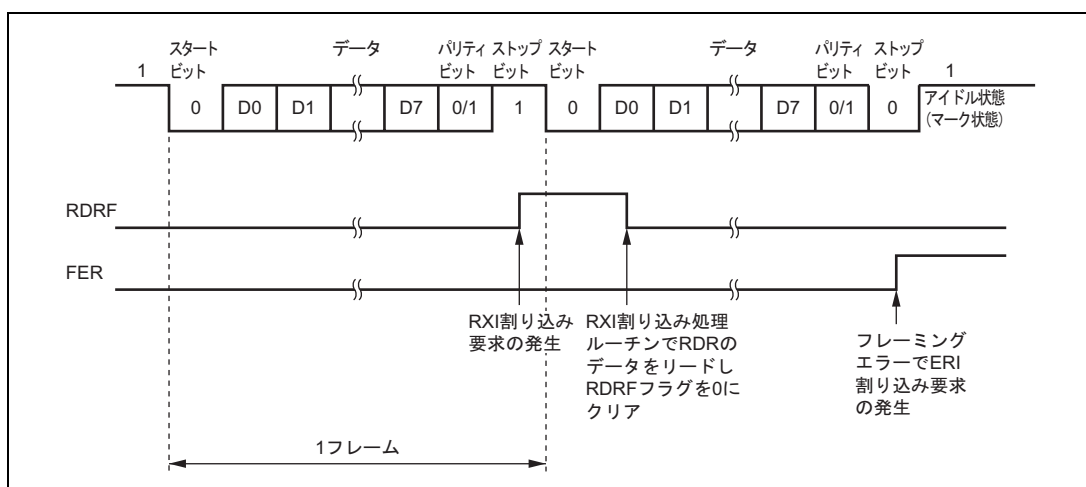 スタート
ビット
データ
パリティ
ビット
ストップ
ビット
スタート
ビット
データ
パリティ
ビット
ストップ
ビット
1
0
D0
D1
D7
0/1
1
0
D0
D1
D7
0/1
0
1
アイドル状態
(マーク状態)
RDRF
FER
RXI割り込み
要求の発生
RXI割り込み処理
ルーチンでRDRの
データをリードし
RDRFフラグを0に
クリア
フレーミング
エラーでERI
割り込み要求
の発生
1フレーム